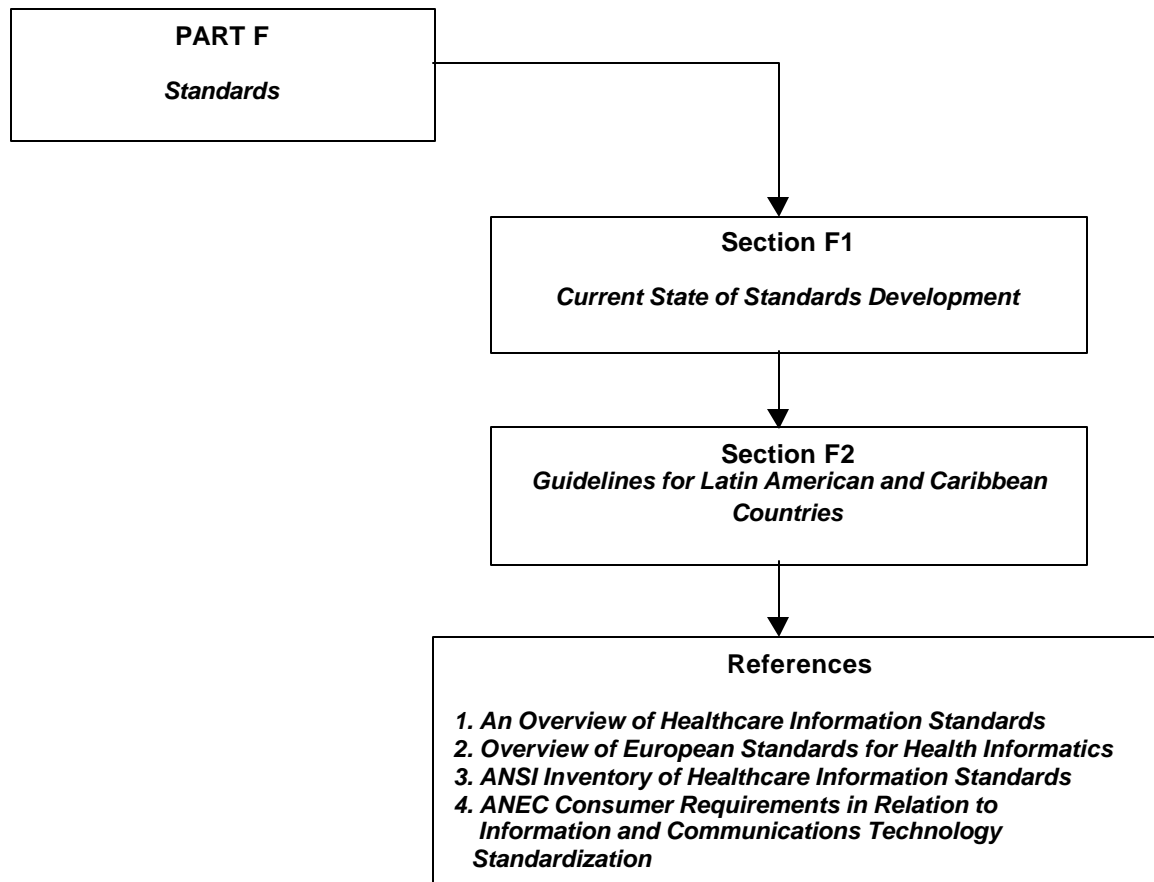 PART F
Standards
Section F1
Current State of Standards Development
Section F2
Guidelines for Latin American and Caribbean
Countries
References
1. An Overview of Healthcare Information Standards
2. Overview of European Standards for Health Informatics
3. ANSI Inventory of Healthcare Information Standards
4. ANEC Consumer Requirements in Relation to
Information and Communications Technology
Standardization